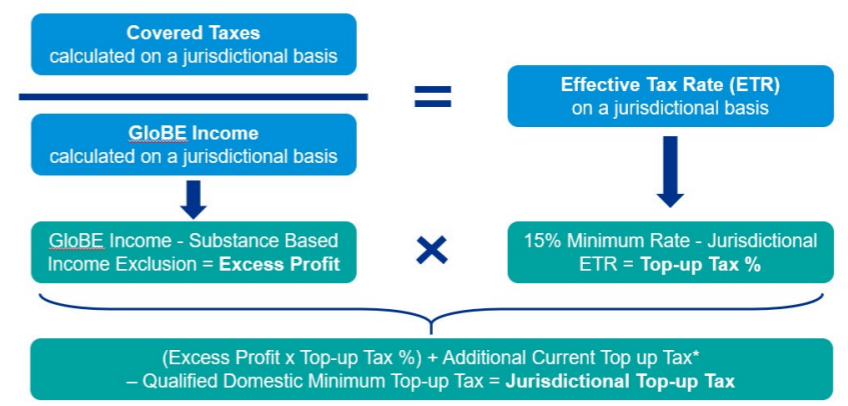 Covered Taxes
calculated on a jurisdictional basis
=
Effective Tax Rate (ETR)
on a jurisdictional basis
GloBE Income
calculated on a jurisdictional basis
GloBE Income - Substance Based
Income Exclusion = Excess Profit
×
15% Minimum Rate - Jurisdictional
ETR = Top-up Tax %
(Excess Profit x Top-up Tax %) + Additional Current Top up Tax*
– Qualified Domestic Minimum Top-up Tax = Jurisdictional Top-up Tax